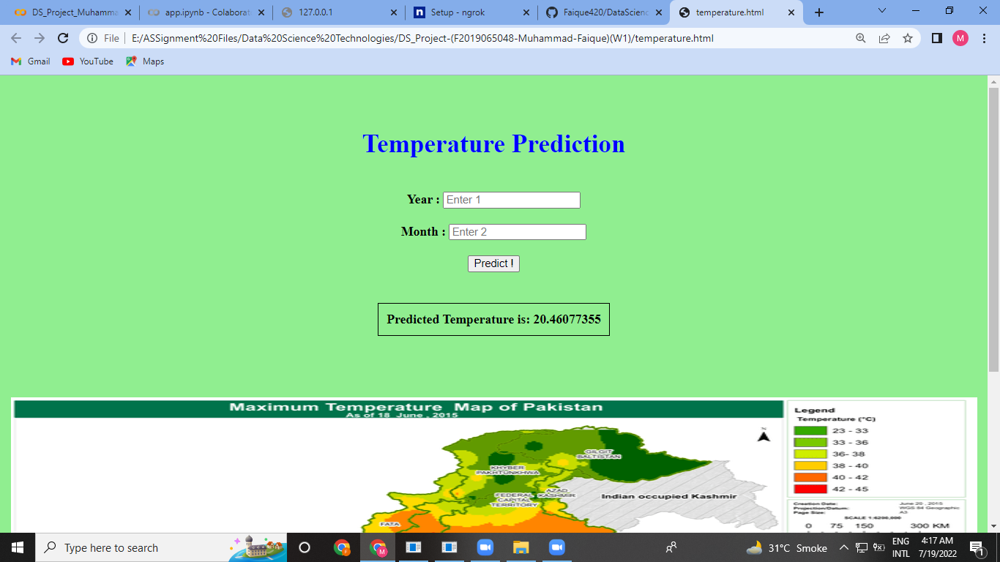 DS_Project_Muhamma
app.ipynb - Colaborat
127.0.0.1
Setup - ngrok
Faique420/DataScienc
temperature.html
File
E:/ASSignment%20Files/Data%20Science%20Technologies/DS_Project-(F2019065048-Muhammad-Faique)(W1)/temperature.html
M
Gmail
YouTube
Maps
Temperature Prediction
Year : Enter 1
Month : Enter 2
Predict !
Predicted Temperature is: 20.46077355
Maximum Temperature Map of Pakistan
As of 18 June , 2015
N
GILGIT
BALTISTAN
KHYBER
PAKHTUNKHWA
AZAD
KASHMIR
FEDERAL
CAPITAL
TERRITORY
Indian occupied Kashmir
FATA
Legend
Temperature (°C)
23 - 33
33 - 36
36- 38
38 - 40
40 - 42
42 - 45
Creation Date: June 20 , 2015
Projection/Datum: WGS 84 Geographic
Page Size: A3
SCALE 1:6200,000
0 75 150 300 KM
Type here to search
F
M
31°C Smoke
ENG
INTL
4:17 AM
7/19/2022
1